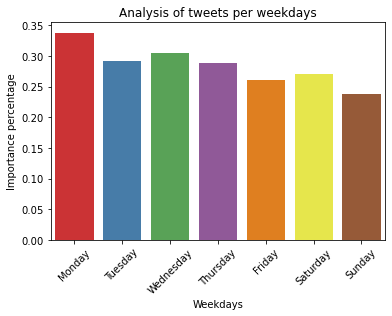 Analysis of tweets per weekdays
Importance percentage
0.35
0.30
0.25
0.20
0.15
0.10
0.05
0.00
Monday
Tuesday
Wednesday
Thursday
Friday
Saturday
Sunday
Weekdays